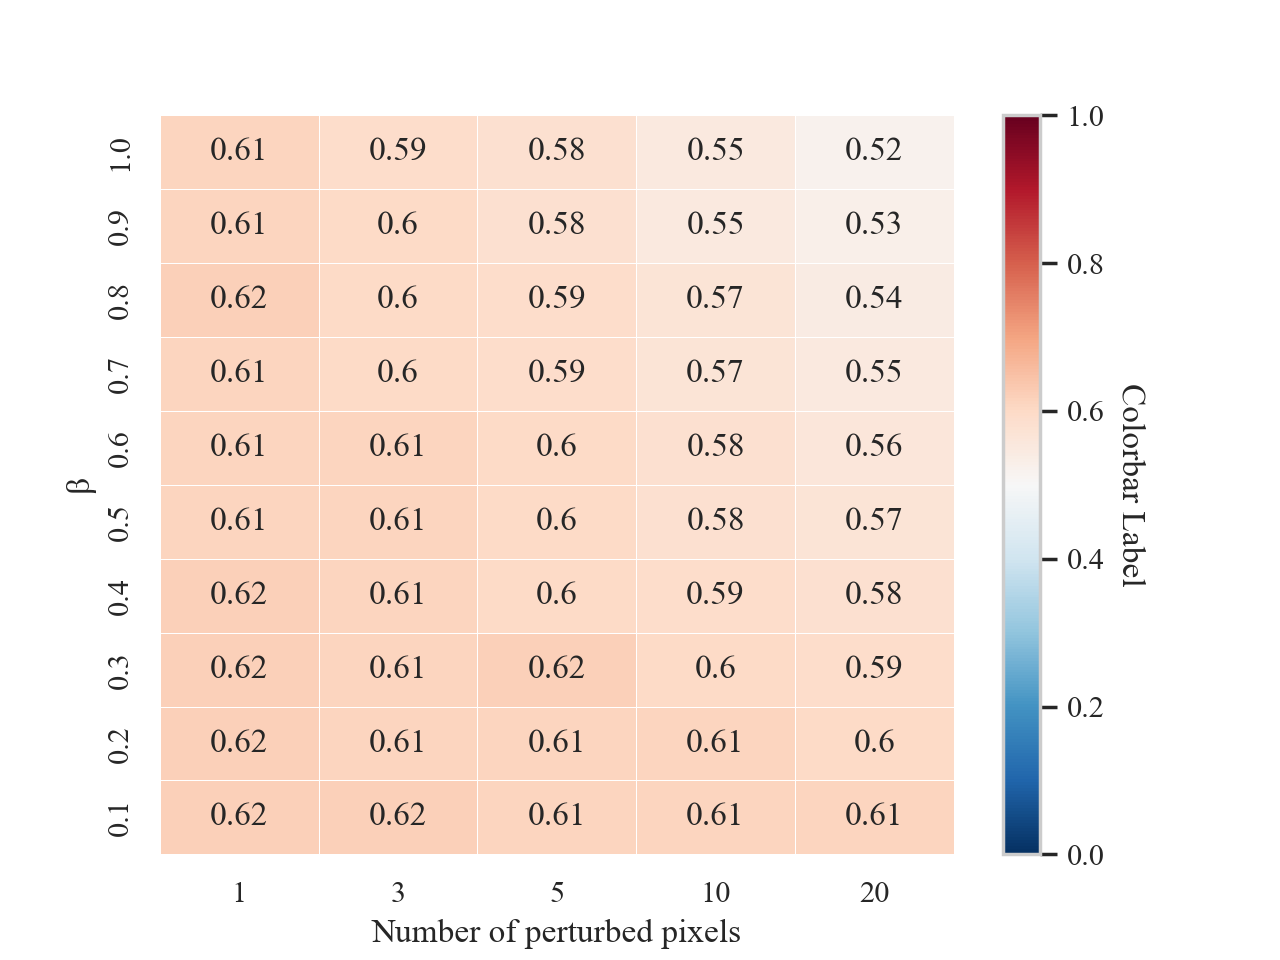 1.0 0.61 0.59 0.58 0.55 0.52
0.9 0.61 0.6 0.58 0.55 0.53
0.8 0.62 0.6 0.59 0.57 0.54
0.7 0.61 0.6 0.59 0.57 0.55
0.6 0.61 0.61 0.6 0.58 0.56
β
0.5 0.61 0.61 0.6 0.58 0.57
0.4 0.62 0.61 0.6 0.59 0.58
0.3 0.62 0.61 0.62 0.6 0.59
0.2 0.62 0.61 0.61 0.61 0.6
0.1 0.62 0.62 0.61 0.61 0.61
1 3 5 10 20
Number of perturbed pixels
1.0
0.8
0.6
0.4
0.2
0.0
Colorbar Label